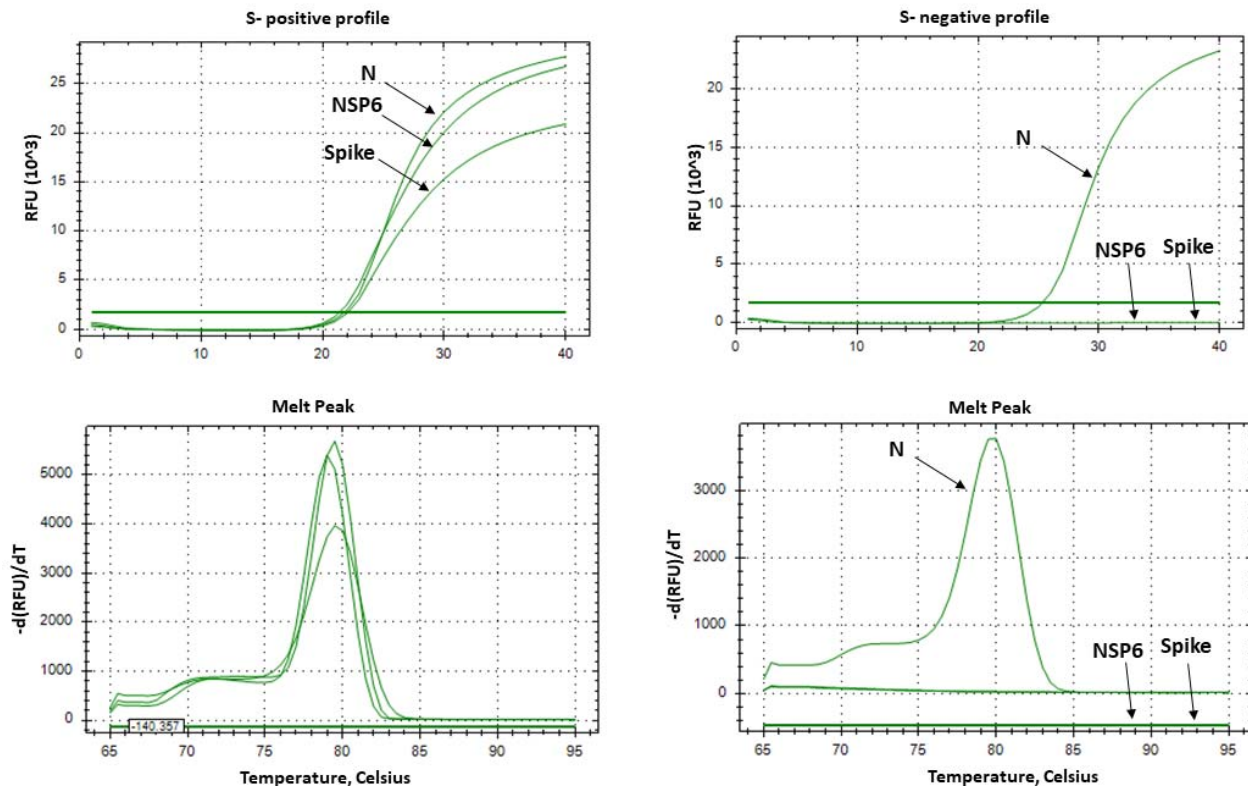 S- positive profile
S- negative profile
RFU (10^3)
25
20
15
10
5
0
N
NSP6
Spike
0
10
20
30
40
RFU (10^3)
20
15
10
5
0
N
NSP6
Spike
0
10
20
30
40
Melt Peak
Melt Peak
-d(RFU)/dT
5000
4000
3000
2000
1000
0
-140.357
65
70
75
80
85
90
95
Temperature, Celsius
-d(RFU)/dT
3000
2000
1000
0
N
NSP6
Spike
65
70
75
80
85
90
95
Temperature, Celsius